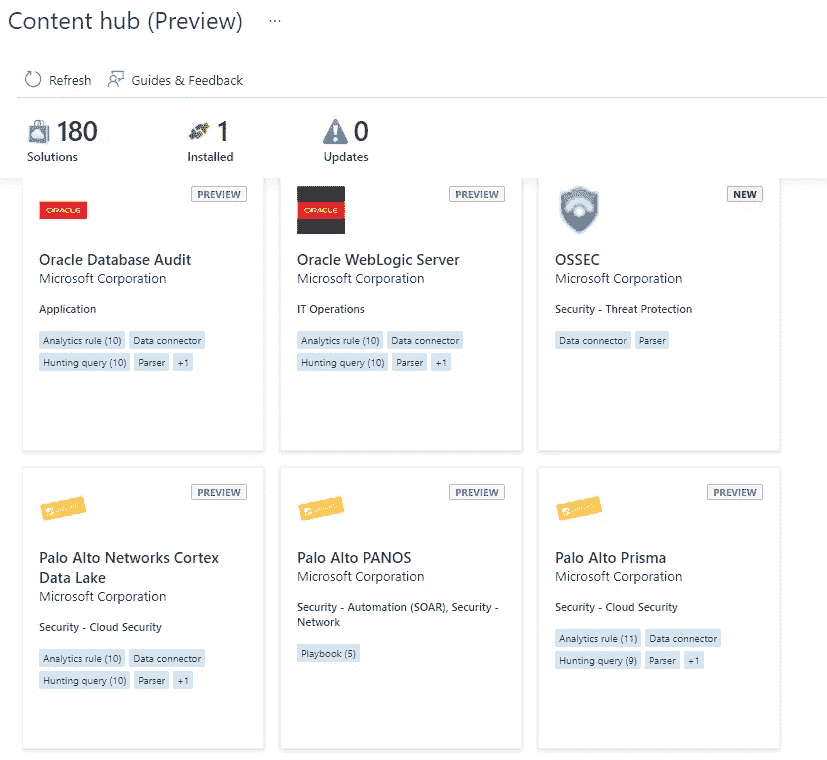 Content hub (Preview) ...
Refresh Guides & Feedback
180 1 0
Solutions Installed Updates
PREVIEW
ORACLE
Oracle Database Audit
Microsoft Corporation
Application
Analytics rule (10) Data connector
Hunting query (10) Parser +1
PREVIEW
ORACLE
Oracle WebLogic Server
Microsoft Corporation
IT Operations
Analytics rule (10) Data connector
Hunting query (10) Parser +1
NEW
OSSEC
Microsoft Corporation
Security - Threat Protection
Data connector Parser
PREVIEW
Palo Alto Networks Cortex
Data Lake
Microsoft Corporation
Security - Cloud Security
Analytics rule (10) Data connector
Hunting query (10) Parser +1
PREVIEW
Palo Alto PANOS
Microsoft Corporation
Security - Automation (SOAR), Security -
Network
Playbook (5)
PREVIEW
Palo Alto Prisma
Microsoft Corporation
Security - Cloud Security
Analytics rule (11) Data connector
Hunting query (9) Parser +1